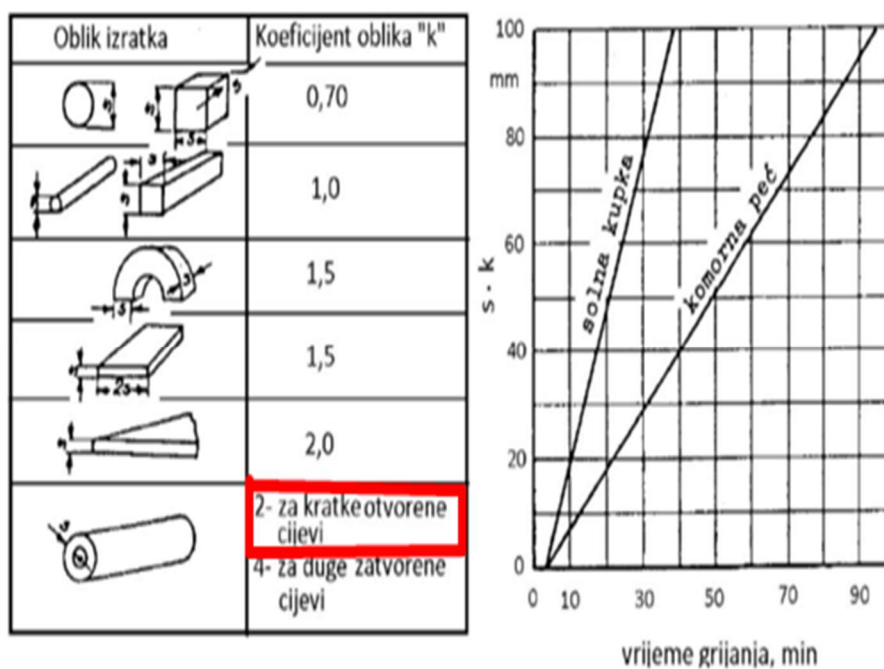 Oblik izratka
Koeficijent oblika "k"
s
s
s
s
0,70
s
s
s
1,0
s
s
1,5
s
2s
1,5
s
2,0
s
2- za kratke otvorene
cijevi
4- za duge zatvorene
cijevi
100
mm
80
60
40
20
0
s - k
solna kupka
komorna peć
0 10 30 50 70 90
vrijeme grijanja, min